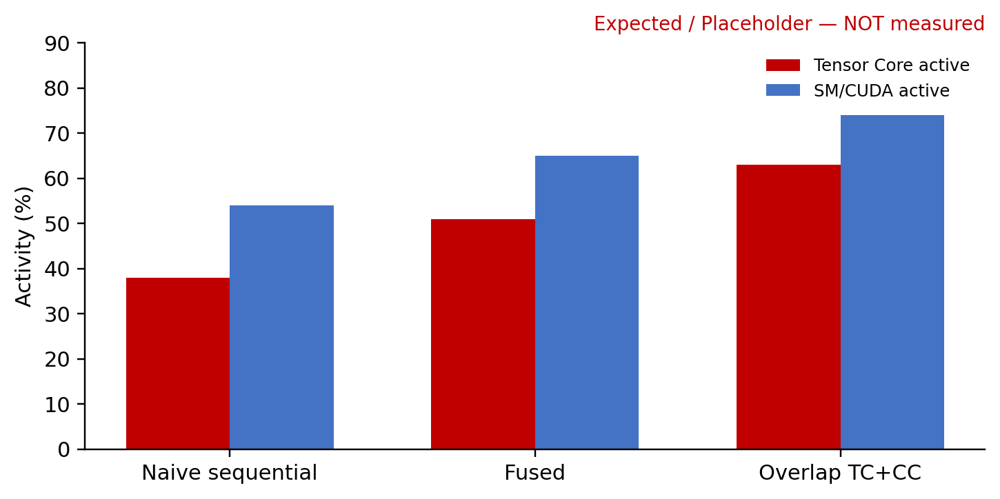 Expected / Placeholder — NOT measured
Tensor Core active
SM/CUDA active
Activity (%)
90
80
70
60
50
40
30
20
10
0
Naive sequential
Fused
Overlap TC+CC